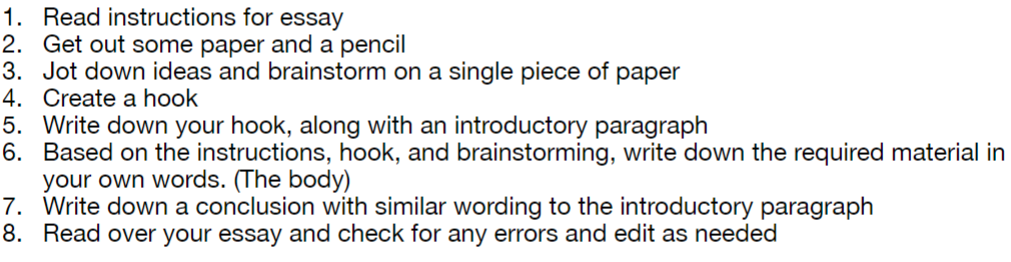 1. Read instructions for essay
2. Get out some paper and a pencil
3. Jot down ideas and brainstorm on a single piece of paper
4. Create a hook
5. Write down your hook, along with an introductory paragraph
6. Based on the instructions, hook, and brainstorming, write down the required material in
your own words. (The body)
7. Write down a conclusion with similar wording to the introductory paragraph
8. Read over your essay and check for any errors and edit as needed